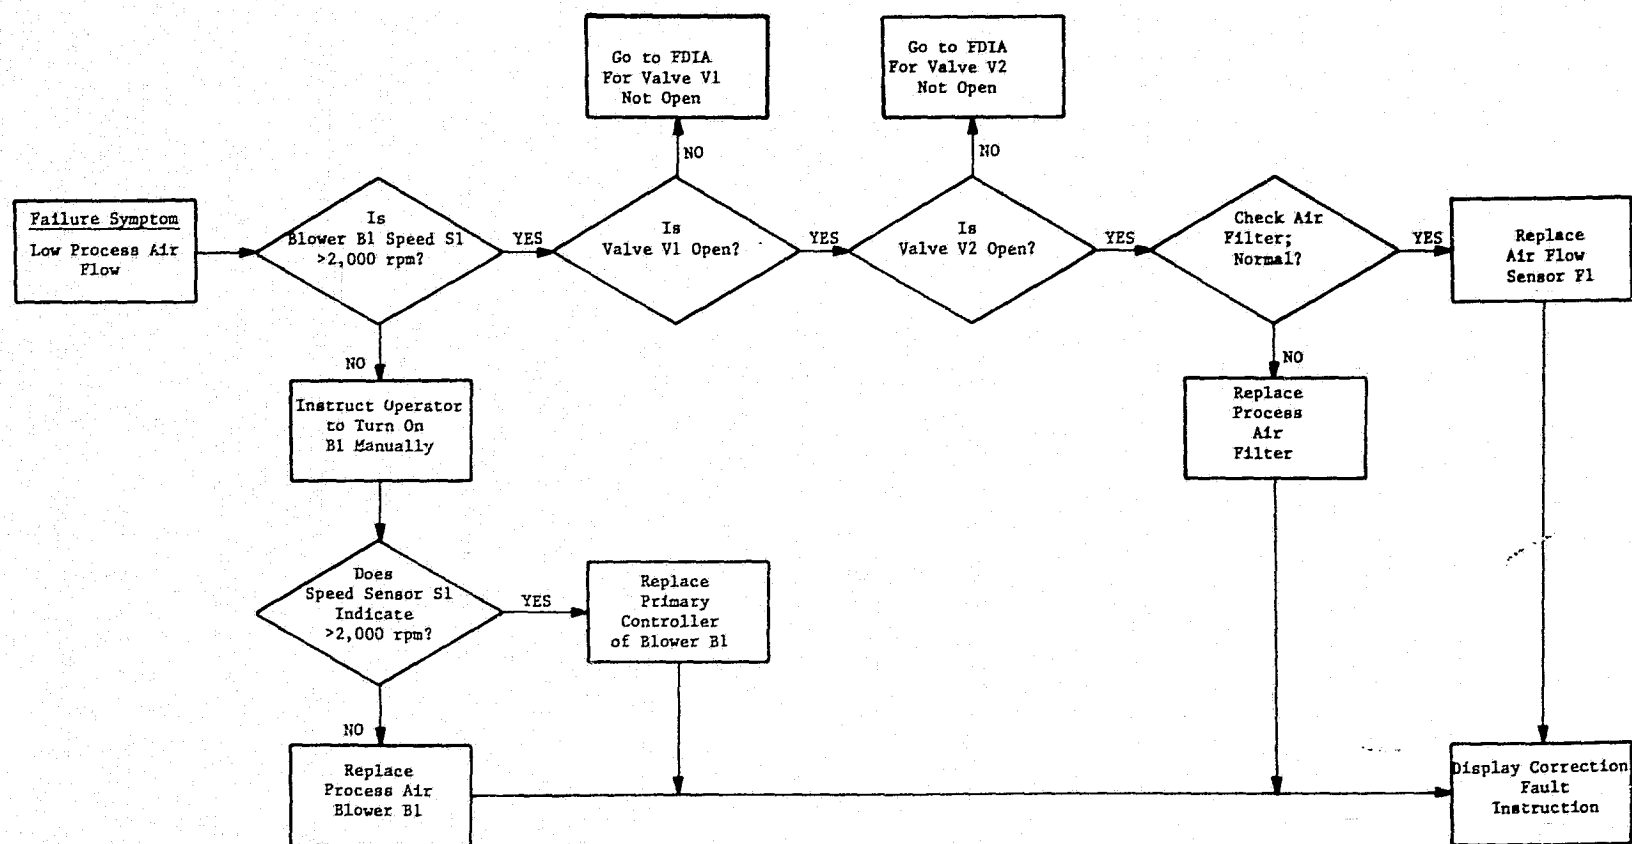 Go to FDIA
For Valve V1
Not Open
Go to FDIA
For Valve V2
Not Open
NO
NO
Failure Symptom
Low Process Air
Flow
Is
Blower B1 Speed S1
>2,000 rpm?
YES
Is
Valve V1 Open?
YES
Is
Valve V2 Open?
YES
Check Air
Filter;
Normal?
YES
Replace
Air Flow
Sensor F1
NO
Instruct Operator
to Turn On
B1 Manually
NO
Replace
Process
Air
Filter
Does
Speed Sensor S1
Indicate
>2,000 rpm?
YES
Replace
Primary
Controller
of Blower B1
NO
Replace
Process Air
Blower B1
Display Correction
Fault
Instruction